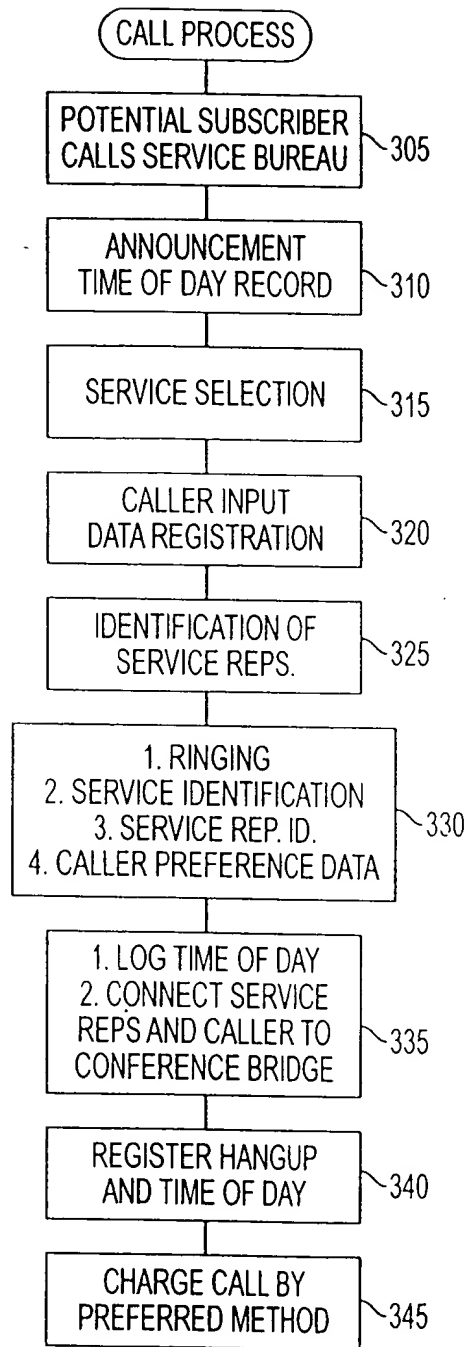 CALL PROCESS
POTENTIAL SUBSCRIBER
CALLS SERVICE BUREAU
305
ANNOUNCEMENT
TIME OF DAY RECORD
310
SERVICE SELECTION
315
CALLER INPUT
DATA REGISTRATION
320
IDENTIFICATION OF
SERVICE REPS.
325
1. RINGING
2. SERVICE IDENTIFICATION
3. SERVICE REP. ID.
4. CALLER PREFERENCE DATA
330
1. LOG TIME OF DAY
2. CONNECT SERVICE
REPS AND CALLER TO
CONFERENCE BRIDGE
335
REGISTER HANGUP
AND TIME OF DAY
340
CHARGE CALL BY
PREFERRED METHOD
345